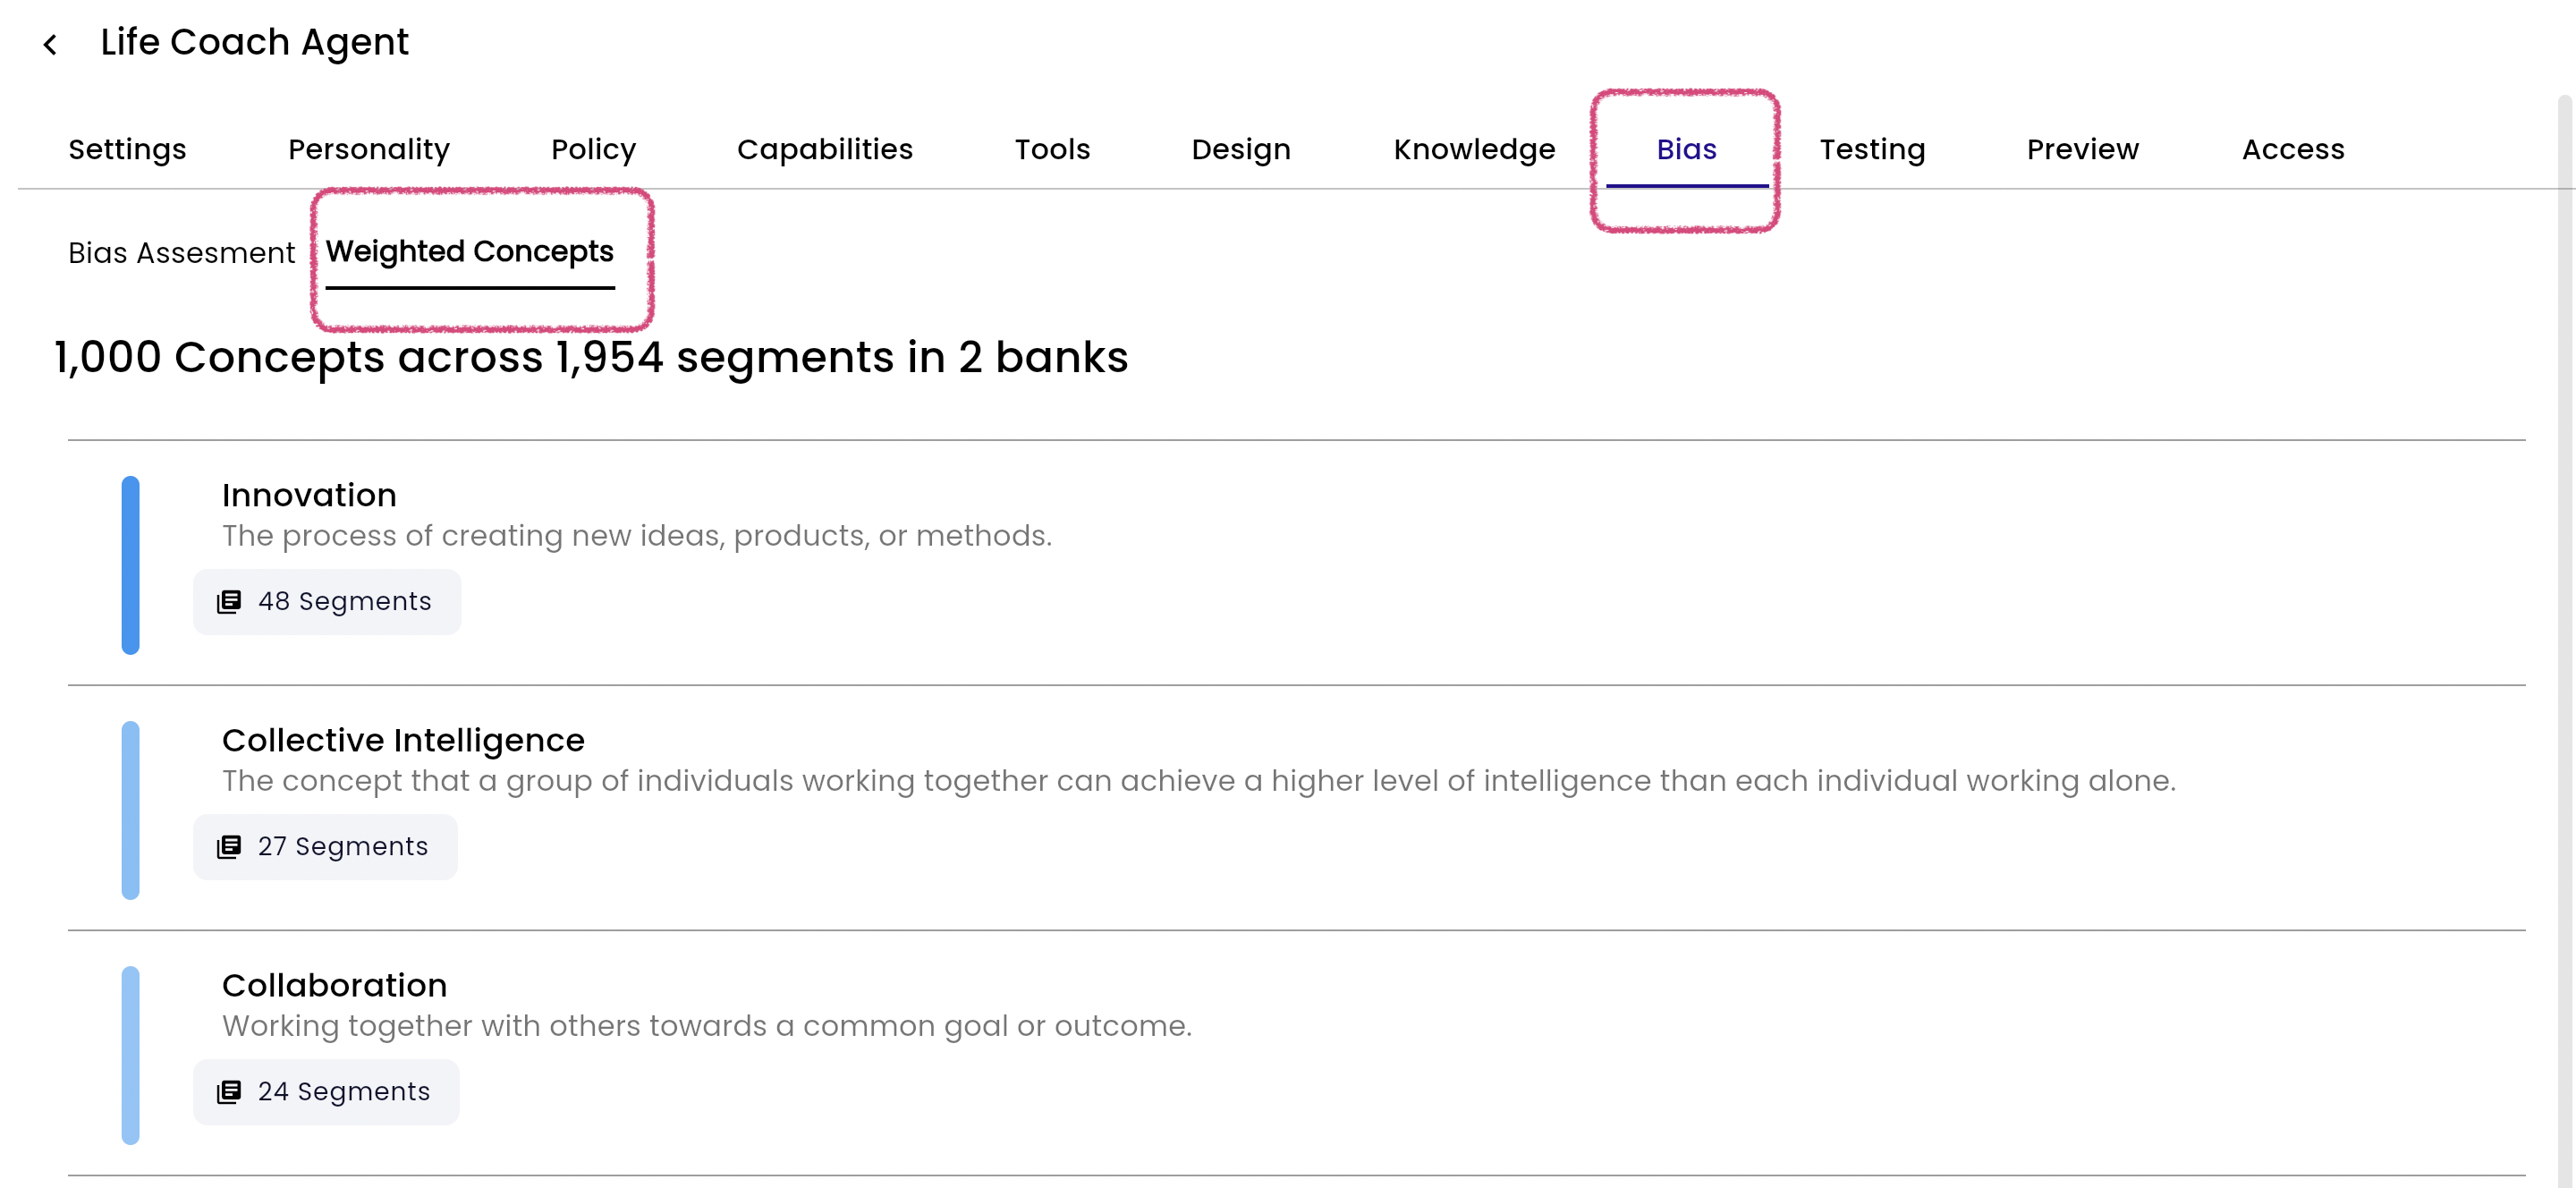 Life Coach Agent
Settings Personality Policy Capabilities Tools Design Knowledge Bias Testing Preview Access
Bias Assesment Weighted Concepts
1,000 Concepts across 1,954 segments in 2 banks
Innovation
The process of creating new ideas, products, or methods.
48 Segments
Collective Intelligence
The concept that a group of individuals working together can achieve a higher level of intelligence than each individual working alone.
27 Segments
Collaboration
Working together with others towards a common goal or outcome.
24 Segments